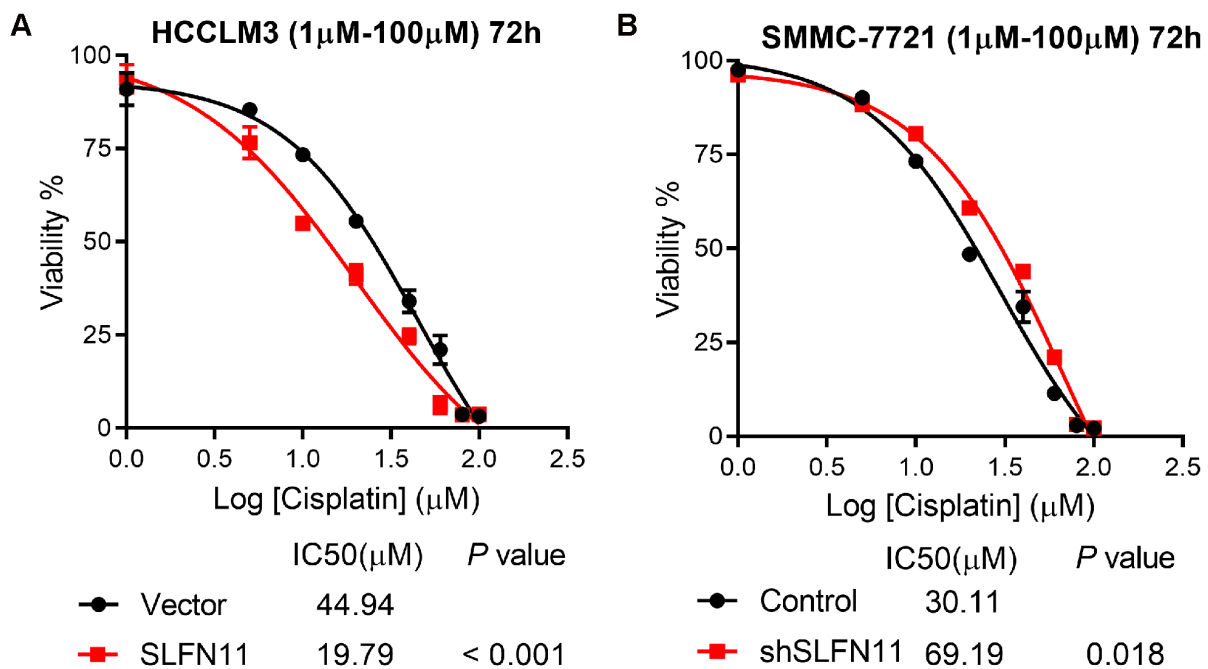 A
HCCLM3 (1μM-100μM) 72h
Viability %
100
75
50
25
0
0.0 0.5 1.0 1.5 2.0 2.5
Log [Cisplatin] (μM)
IC50(μM) P value
Vector 44.94
SLFN11 19.79 < 0.001
B
SMMC-7721 (1μM-100μM) 72h
Viability %
100
75
50
25
0
0.0 0.5 1.0 1.5 2.0 2.5
Log [Cisplatin] (μM)
IC50(μM) P value
Control 30.11
shSLFN11 69.19 0.018